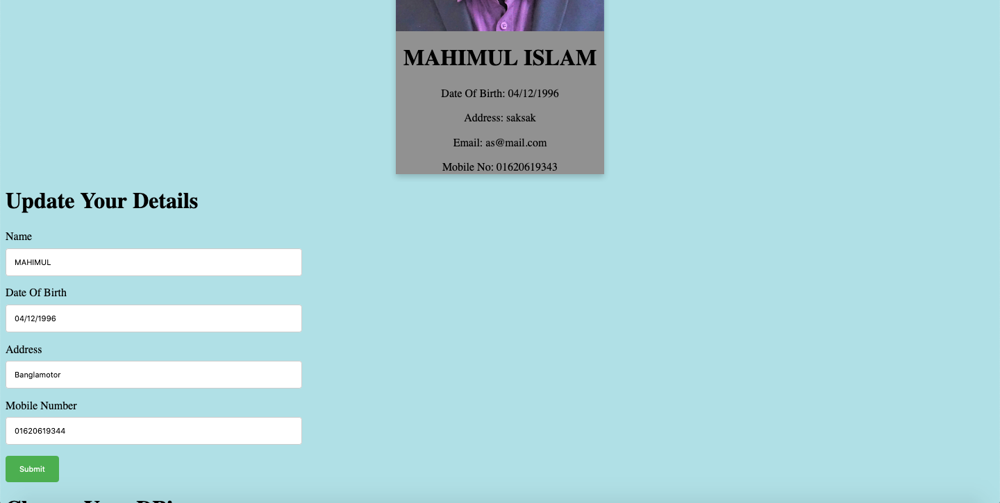 MAHIMUL ISLAM
Date Of Birth: 04/12/1996
Address: saksak
Email: as@mail.com
Mobile No: 01620619343
Update Your Details
Name
MAHIMUL
Date Of Birth
04/12/1996
Address
Banglamotor
Mobile Number
01620619344
Submit